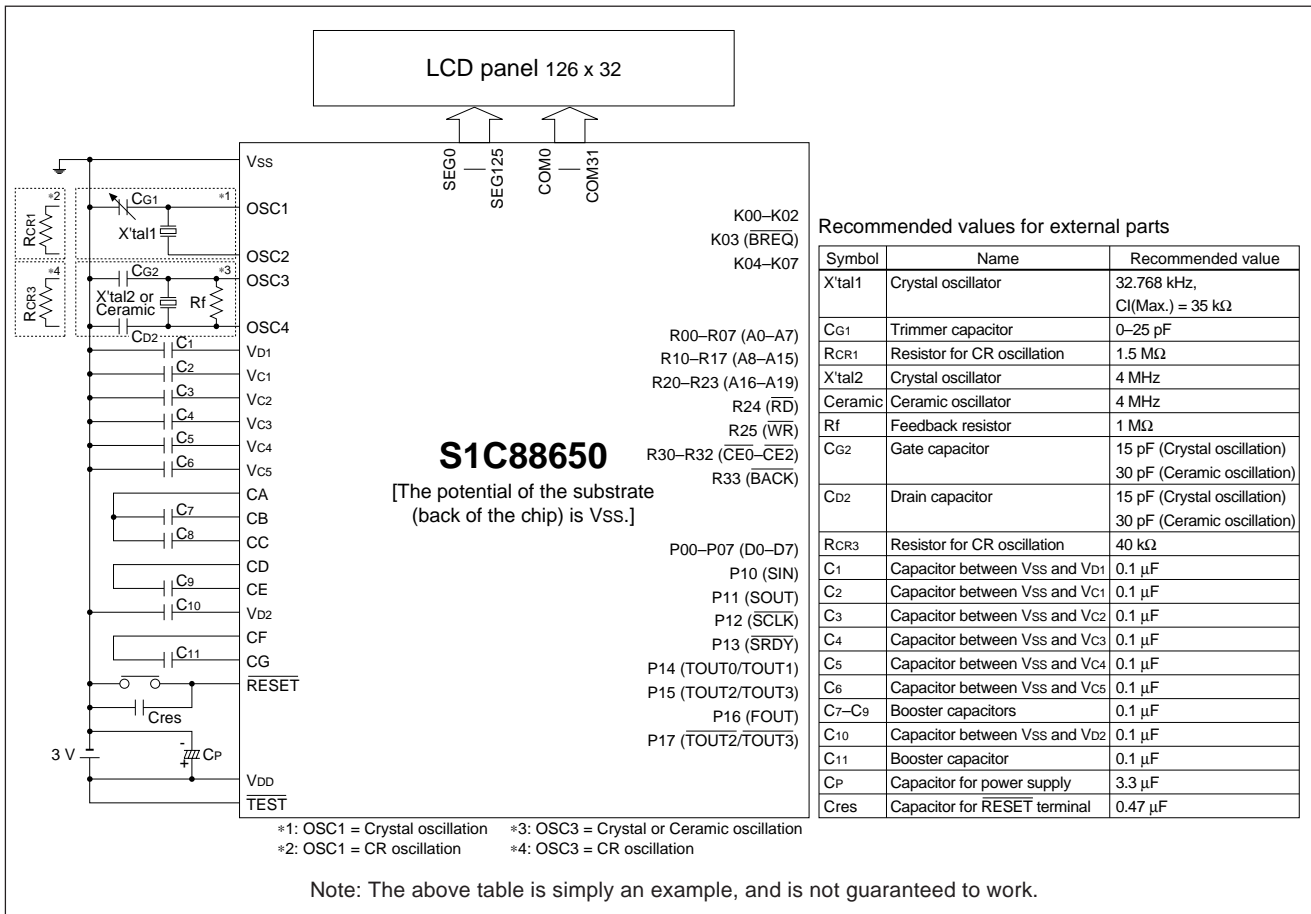 LCD panel 126 x 32
SEG0
SEG125
COM0
COM31
VSS
*2
RCR1
CG1
*1
OSC1
X'tal1
OSC2
*4
RCR3
CG2
*3
OSC3
X'tal2 or
Ceramic
Rf
OSC4
CD2
C1
VD1
C2
VC1
C3
VC2
C4
VC3
C5
VC4
C6
VC5
CA
C7
CB
C8
CC
CD
C9
CE
C10
VD2
CF
C11
CG
RESET
Cres
3 V
-
+
CP
VDD
TEST
S1C88650
[The potential of the substrate
(back of the chip) is VSS.]
K00–K02
K03 (BREQ)
K04–K07
R00–R07 (A0–A7)
R10–R17 (A8–A15)
R20–R23 (A16–A19)
R24 (RD)
R25 (WR)
R30–R32 (CE0–CE2)
R33 (BACK)
P00–P07 (D0–D7)
P10 (SIN)
P11 (SOUT)
P12 (SCLK)
P13 (SRDY)
P14 (TOUT0/TOUT1)
P15 (TOUT2/TOUT3)
P16 (FOUT)
P17 (TOUT2/TOUT3)
*1: OSC1 = Crystal oscillation *3: OSC3 = Crystal or Ceramic oscillation
*2: OSC1 = CR oscillation *4: OSC3 = CR oscillation
Recommended values for external parts
Symbol Name Recommended value
X'tal1 Crystal oscillator 32.768 kHz,
CI(Max.) = 35 kΩ
CG1 Trimmer capacitor 0–25 pF
RCR1 Resistor for CR oscillation 1.5 MΩ
X'tal2 Crystal oscillator 4 MHz
Ceramic Ceramic oscillator 4 MHz
Rf Feedback resistor 1 MΩ
CG2 Gate capacitor 15 pF (Crystal oscillation)
30 pF (Ceramic oscillation)
CD2 Drain capacitor 15 pF (Crystal oscillation)
30 pF (Ceramic oscillation)
RCR3 Resistor for CR oscillation 40 kΩ
C1 Capacitor between VSS and VD1 0.1 µF
C2 Capacitor between VSS and VC1 0.1 µF
C3 Capacitor between VSS and VC2 0.1 µF
C4 Capacitor between VSS and VC3 0.1 µF
C5 Capacitor between VSS and VC4 0.1 µF
C6 Capacitor between VSS and VC5 0.1 µF
C7–C9 Booster capacitors 0.1 µF
C10 Capacitor between VSS and VD2 0.1 µF
C11 Booster capacitor 0.1 µF
CP Capacitor for power supply 3.3 µF
Cres Capacitor for RESET terminal 0.47 µF
Note: The above table is simply an example, and is not guaranteed to work.